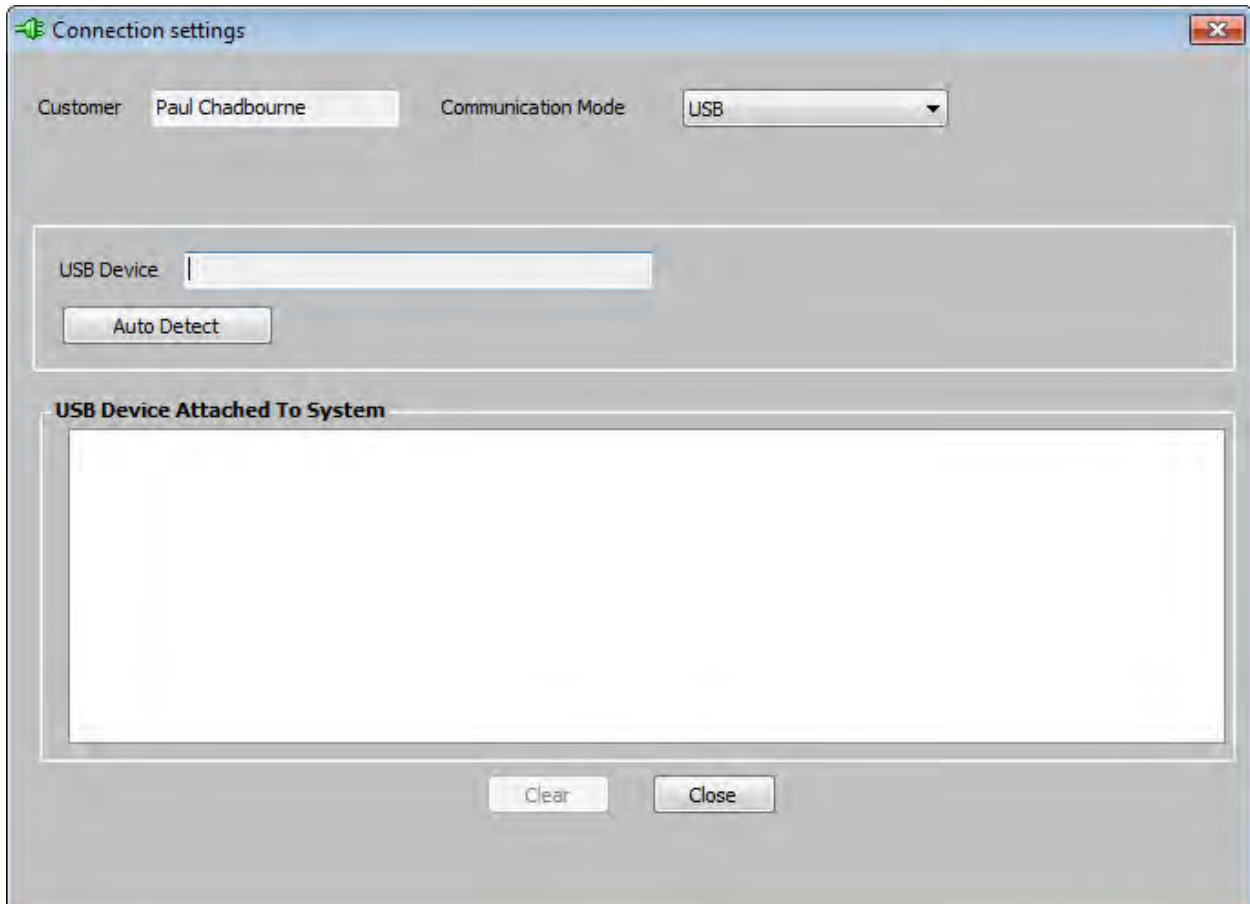 Connection settings
Customer Paul Chadbourne Communication Mode USB
USB Device
Auto Detect
USB Device Attached To System
Clear Close